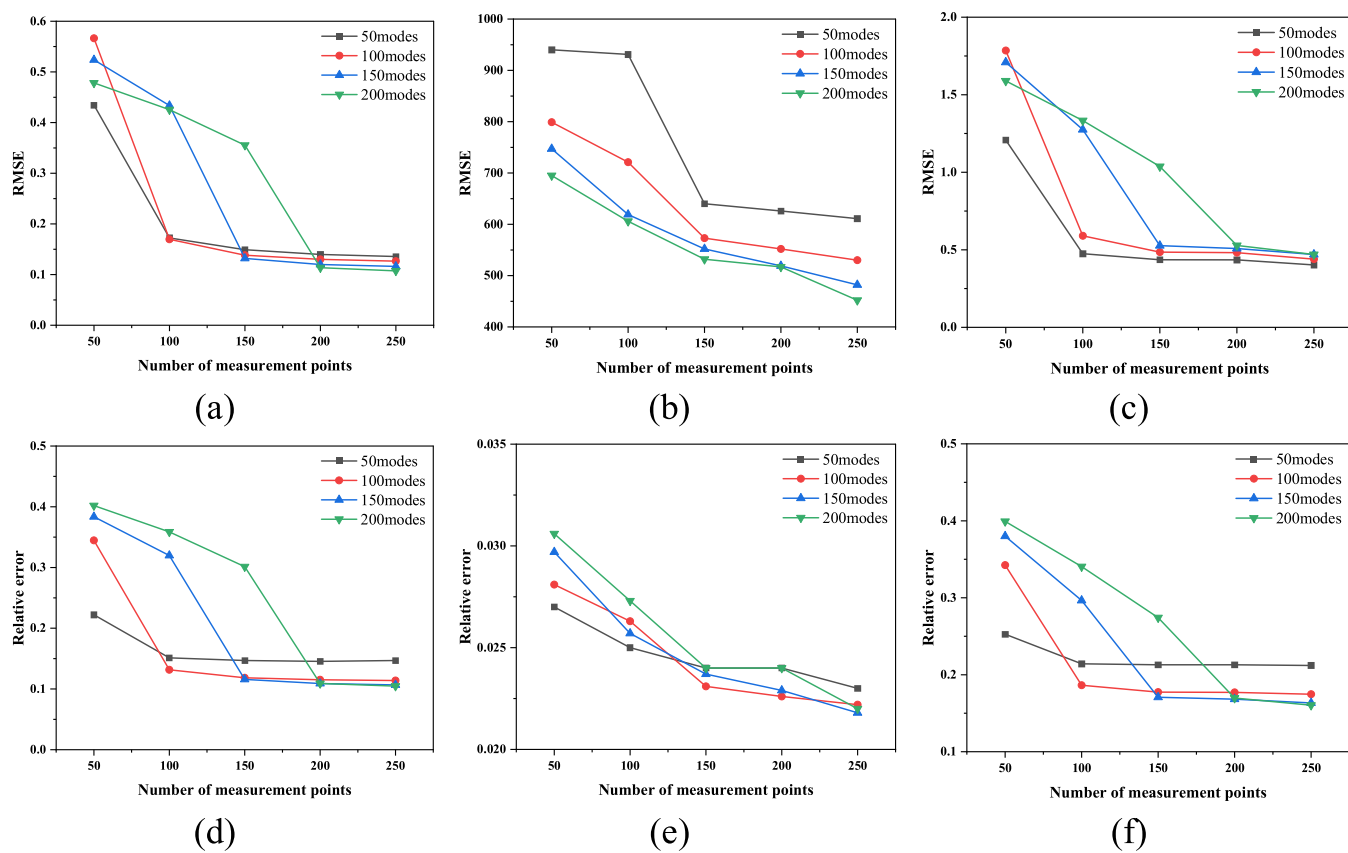 0.6
0.5
0.4
0.3
0.2
0.1
0.0
RMSE
50 100 150 200 250
Number of measurement points
50modes
100modes
150modes
200modes
(a)
1000
900
800
700
600
500
400
RMSE
50 100 150 200 250
Number of measurement points
50modes
100modes
150modes
200modes
(b)
2.0
1.5
1.0
0.5
0.0
RMSE
50 100 150 200 250
Number of measurement points
50modes
100modes
150modes
200modes
(c)
0.5
0.4
0.3
0.2
0.1
0.0
Relative error
50 100 150 200 250
Number of measurement points
50modes
100modes
150modes
200modes
(d)
0.035
0.030
0.025
0.020
Relative error
50 100 150 200 250
Number of measurement points
50modes
100modes
150modes
200modes
(e)
0.5
0.4
0.3
0.2
0.1
Relative error
50 100 150 200 250
Number of measurement points
50modes
100modes
150modes
200modes
(f)